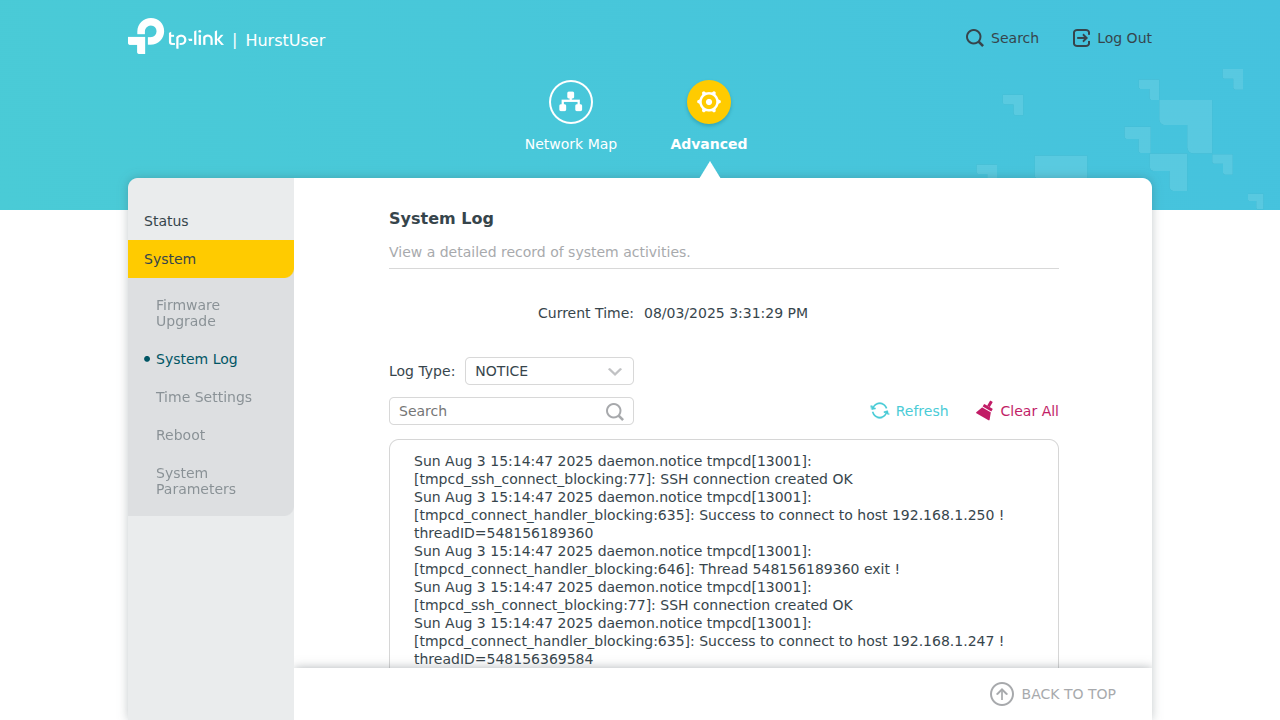 tp-link | HurstUser
Search
Log Out
Network Map
Advanced
Status
System
Firmware
Upgrade
System Log
Time Settings
Reboot
System
Parameters
System Log
View a detailed record of system activities.
Current Time: 08/03/2025 3:31:29 PM
Log Type: NOTICE
Search
Refresh
Clear All
Sun Aug 3 15:14:47 2025 daemon.notice tmpcd[13001]:
[tmpcd_ssh_connect_blocking:77]: SSH connection created OK
Sun Aug 3 15:14:47 2025 daemon.notice tmpcd[13001]:
[tmpcd_connect_handler_blocking:635]: Success to connect to host 192.168.1.250 !
threadID=548156189360
Sun Aug 3 15:14:47 2025 daemon.notice tmpcd[13001]:
[tmpcd_connect_handler_blocking:646]: Thread 548156189360 exit !
Sun Aug 3 15:14:47 2025 daemon.notice tmpcd[13001]:
[tmpcd_ssh_connect_blocking:77]: SSH connection created OK
Sun Aug 3 15:14:47 2025 daemon.notice tmpcd[13001]:
[tmpcd_connect_handler_blocking:635]: Success to connect to host 192.168.1.247 !
threadID=548156369584
BACK TO TOP